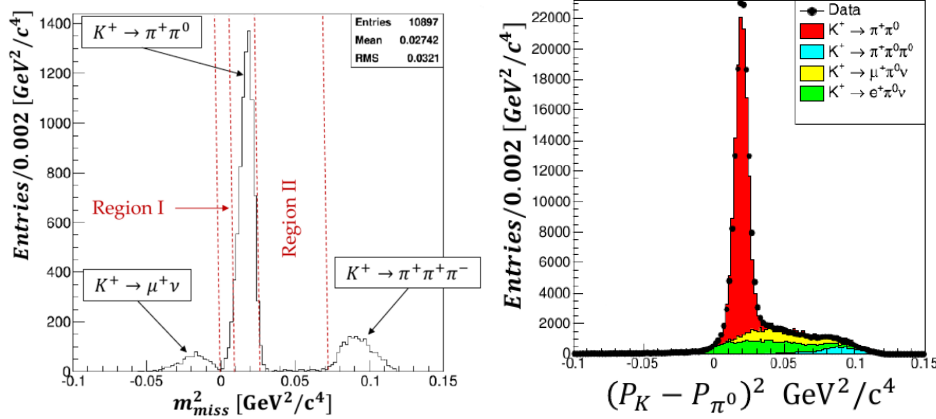 Entries/0.002 [GeV²/c⁴]
1400
1200
1000
800
600
400
200
0
-0.1
-0.05
0
0.05
0.1
0.15
m²miss [GeV²/c⁴]
K⁺ → π⁺π⁰
Entries 10897
Mean 0.02742
RMS 0.0321
Region I
Region II
K⁺ → μ⁺ν
K⁺ → π⁺π⁺π⁻
Entries/0.002 [GeV²/c⁴]
22000
20000
18000
16000
14000
12000
10000
8000
6000
4000
2000
0
-0.1
-0.05
0
0.05
0.1
0.15
(P_K − P_π⁰)² GeV²/c⁴
Data
K⁺ → π⁺π⁰
K⁺ → π⁺π⁰π⁰
K⁺ → μ⁺π⁰ν
K⁺ → e⁺π⁰ν